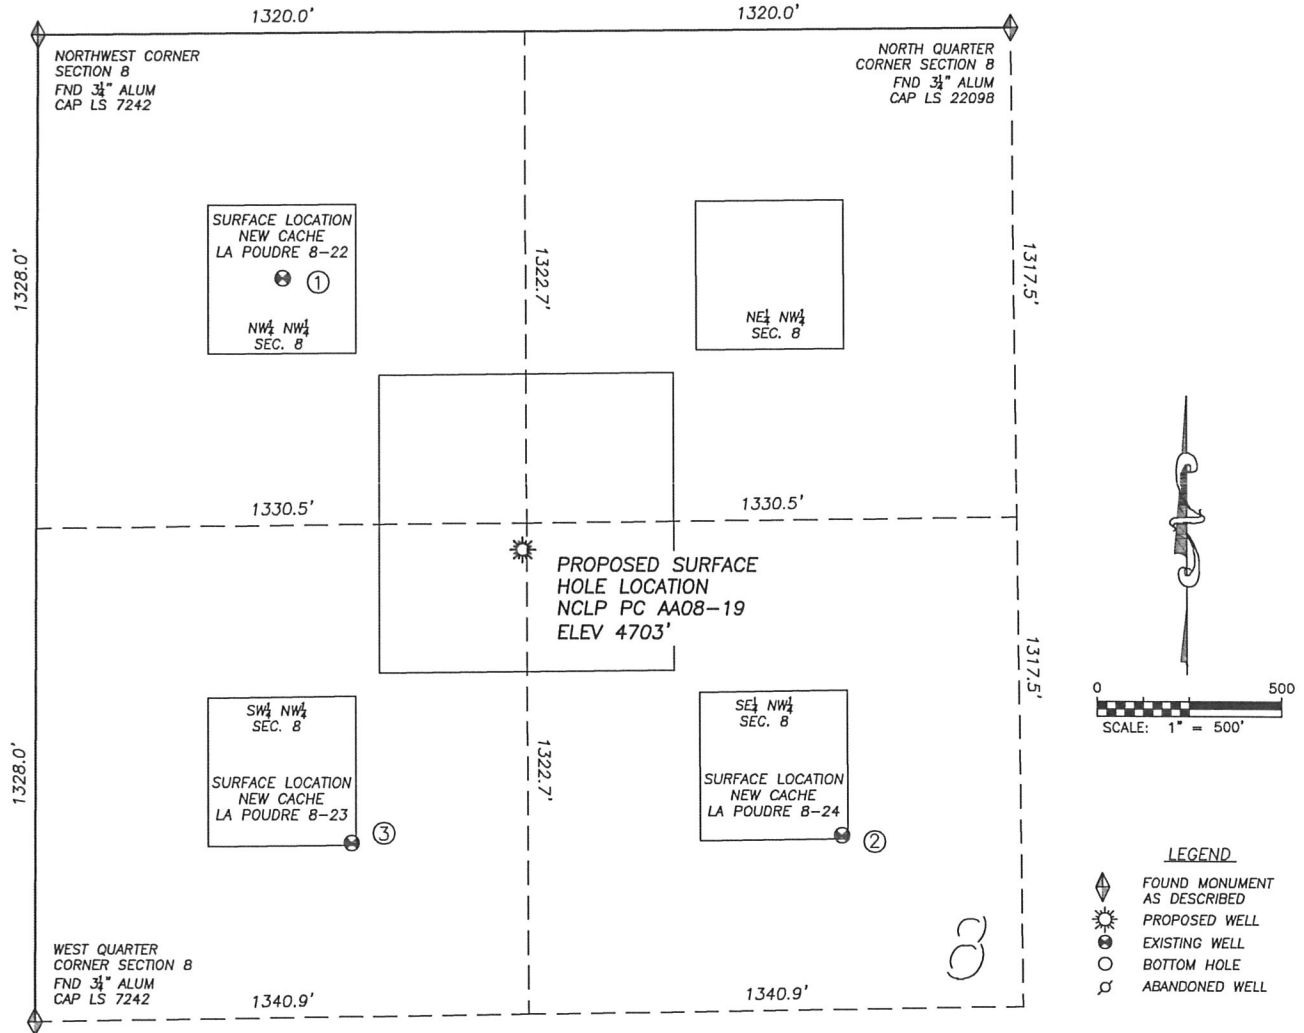 1320.0'
1320.0'
NORTHWEST CORNER
SECTION 8
FND 3¼" ALUM
CAP LS 7242
NORTH QUARTER
CORNER SECTION 8
FND 3¼" ALUM
CAP LS 22098
SURFACE LOCATION
NEW CACHE
LA POUDRE 8-22
①
NW¼ NW¼
SEC. 8
NE¼ NW¼
SEC. 8
1328.0'
1322.7'
1317.5'
1330.5'
1330.5'
PROPOSED SURFACE
HOLE LOCATION
NCLP PC AA08-19
ELEV 4703'
SW¼ NW¼
SEC. 8
SURFACE LOCATION
NEW CACHE
LA POUDRE 8-23
③
SE¼ NW¼
SEC. 8
SURFACE LOCATION
NEW CACHE
LA POUDRE 8-24
②
1328.0'
1322.7'
1317.5'
0 500
SCALE: 1" = 500'
8
WEST QUARTER
CORNER SECTION 8
FND 3¼" ALUM
CAP LS 7242
1340.9'
1340.9'
LEGEND
FOUND MONUMENT
AS DESCRIBED
PROPOSED WELL
EXISTING WELL
BOTTOM HOLE
ABANDONED WELL